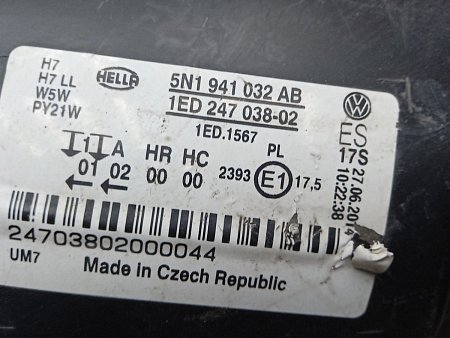 H7
H7 LL
W5W
PY21W
HELLA
5N1 941 032 AB
1ED 247 038-02
1ED.1567
ES
17S
27.06.2014
10:22:38
1 A HR HC
01 02 00 00
PL
2393 E1 17,5
24703802000044
UM7
Made in Czech Republic